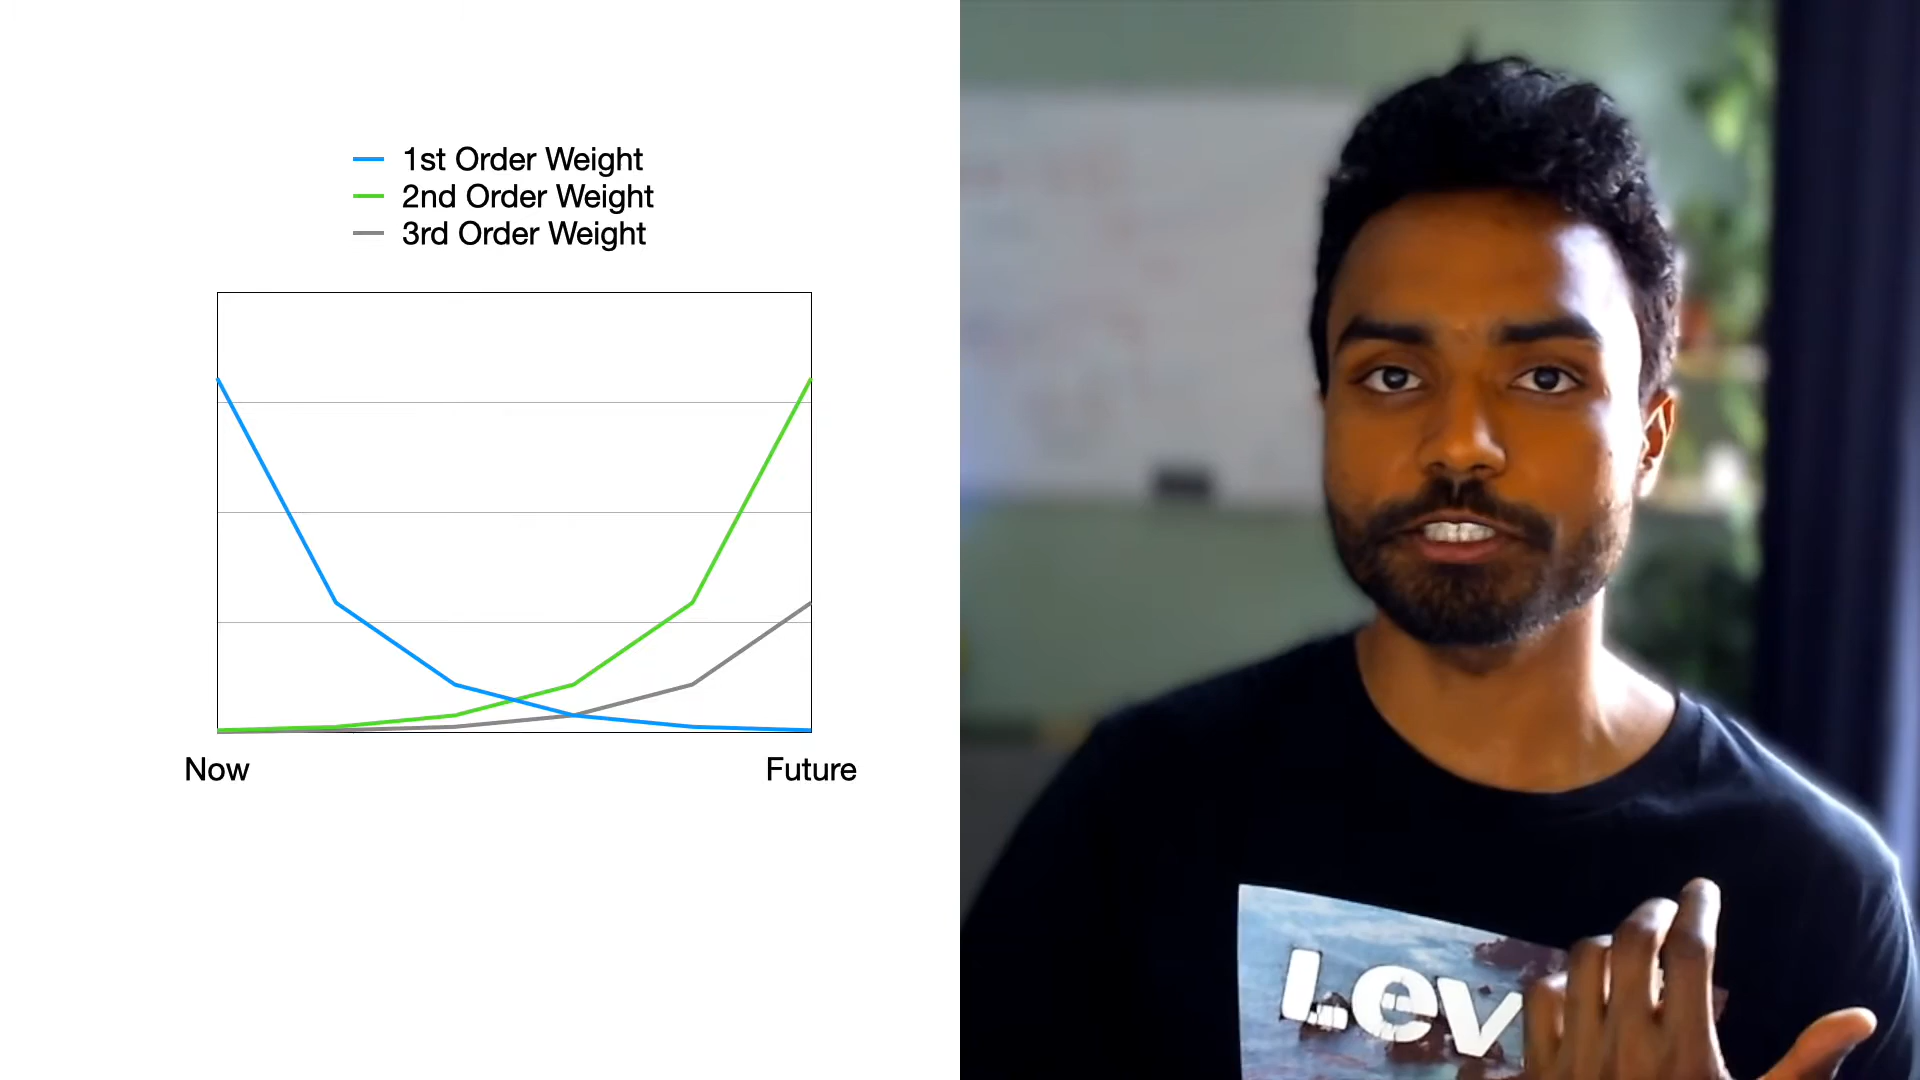 1st Order Weight
2nd Order Weight
3rd Order Weight
Now
Future
Lev